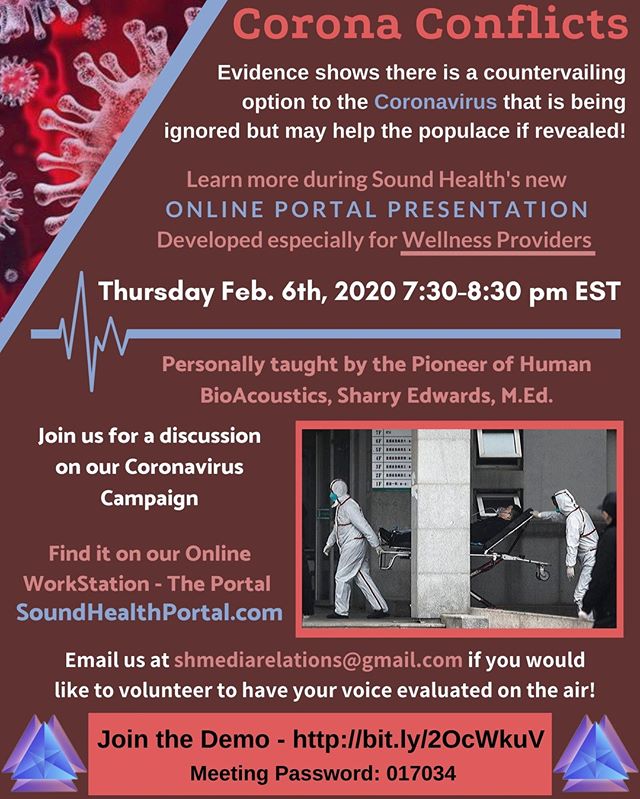 Corona Conflicts
Evidence shows there is a countervailing
option to the Coronavirus that is being
ignored but may help the populace if revealed!
Learn more during Sound Health's new
ONLINE PORTAL PRESENTATION
Developed especially for Wellness Providers
Thursday Feb. 6th, 2020 7:30-8:30 pm EST
Personally taught by the Pioneer of Human
BioAcoustics, Sharry Edwards, M.Ed.
Join us for a discussion
on our Coronavirus
Campaign
Find it on our Online
WorkStation - The Portal
SoundHealthPortal.com
Email us at shmediarelations@gmail.com if you would
like to volunteer to have your voice evaluated on the air!
Join the Demo - http://bit.ly/2OcWkuV
Meeting Password: 017034